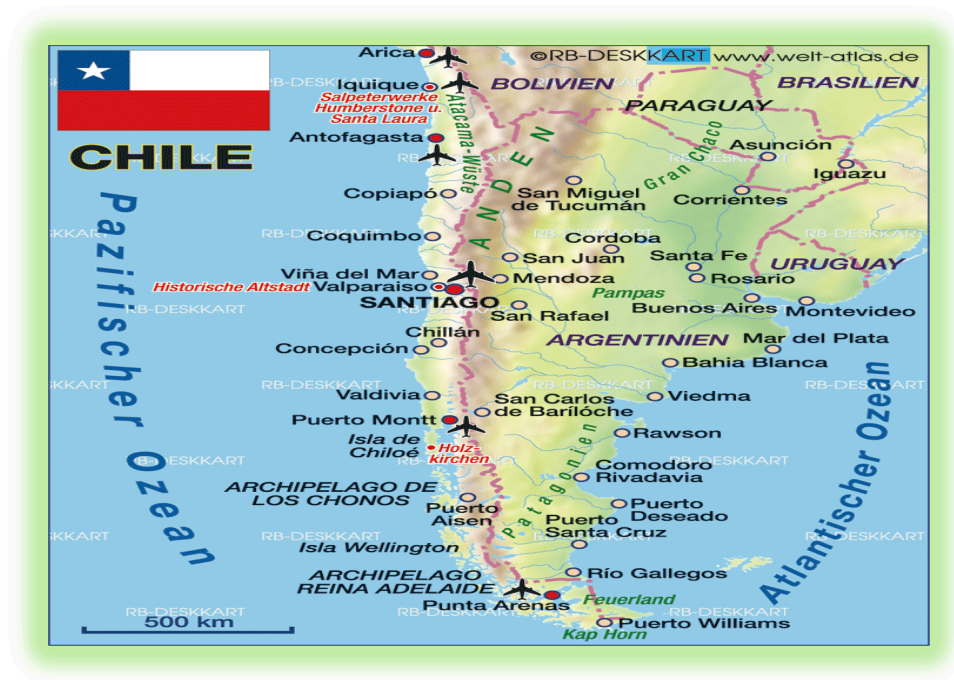 Arica
©RB-DESKKART www.welt-atlas.de
Iquique
BOLIVIEN
BRASILIEN
Salpeterwerke
Humberstone u.
Santa Laura
PARAGUAY
Antofagasta
Atacama-Wüste
Gran Chaco
Asunción
CHILE
Iguazu
Copiapó
ANDEN
San Miguel
de Tucumán
Corrientes
Pazifischer Ozean
Coquimbo
Cordoba
San Juan
Santa Fe
URUGUAY
Viña del Mar
Mendoza
Rosario
Historische Altstadt
Valparaiso
Pampas
SANTIAGO
San Rafael
Buenos Aires
Montevideo
Chillán
ARGENTINIEN
Mar del Plata
Concepción
Bahia Blanca
Valdivia
San Carlos
de Barílóche
Viedma
Puerto Montt
Atlantischer Ozean
Isla de
Chiloé
Holz-
kirchen
Rawson
Patagonien
Comodoro
Rivadavia
ARCHIPELAGO DE
LOS CHONOS
Puerto
Aisen
Puerto
Deseado
Puerto
Santa Cruz
Isla Wellington
ARCHIPELAGO
REINA ADELAIDE
Río Gallegos
Punta Arenas
Feuerland
500 km
Puerto Williams
Kap Horn
RB-DESKKART